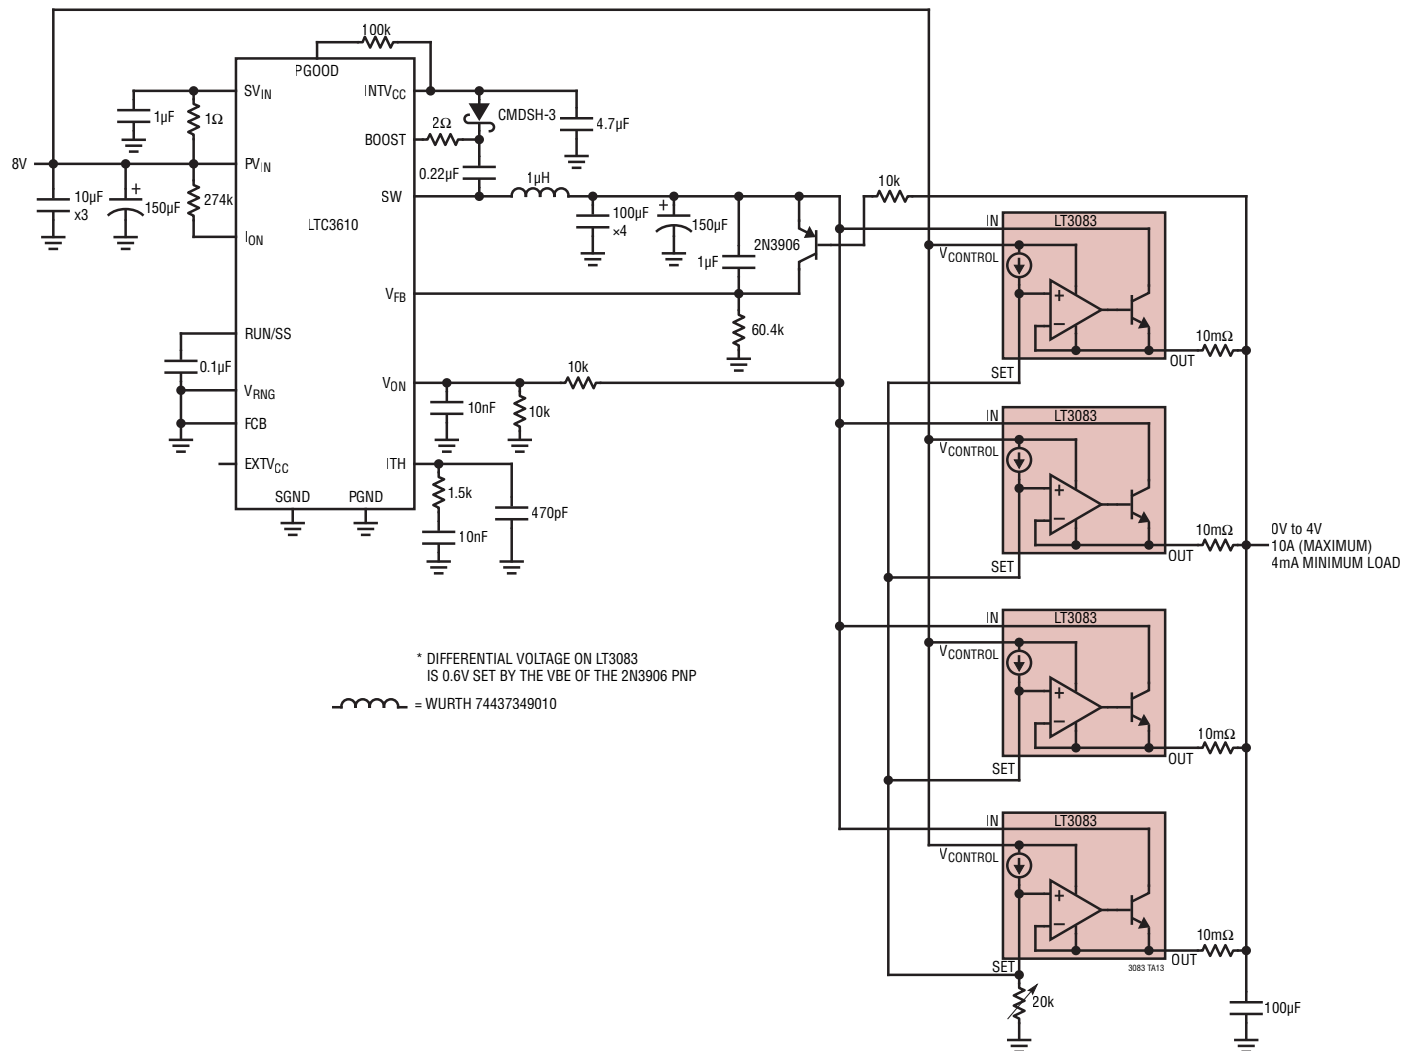 100k
PGOOD
SVIN
INTVCC
1µF
1Ω
CMDSH-3
4.7µF
2Ω
BOOST
8V
PVIN
0.22µF
1µH
10µF
x3
+
150µF
274k
SW
LTC3610
100µF
×4
+
150µF
10k
2N3906
1µF
ION
VFB
60.4k
RUN/SS
0.1µF
VRNG
FCB
VON
10nF
10k
10k
EXTVCC
ITH
1.5k
470pF
10nF
SGND
PGND
IN
LT3083
VCONTROL
+
–
10mΩ
OUT
SET
IN
LT3083
VCONTROL
+
–
10mΩ
OUT
SET
0V to 4V
10A (MAXIMUM)
4mA MINIMUM LOAD
IN
LT3083
VCONTROL
+
–
10mΩ
OUT
SET
* DIFFERENTIAL VOLTAGE ON LT3083
IS 0.6V SET BY THE VBE OF THE 2N3906 PNP
= WURTH 74437349010
IN
LT3083
VCONTROL
+
–
10mΩ
OUT
SET
3083 TA13
20k
100µF